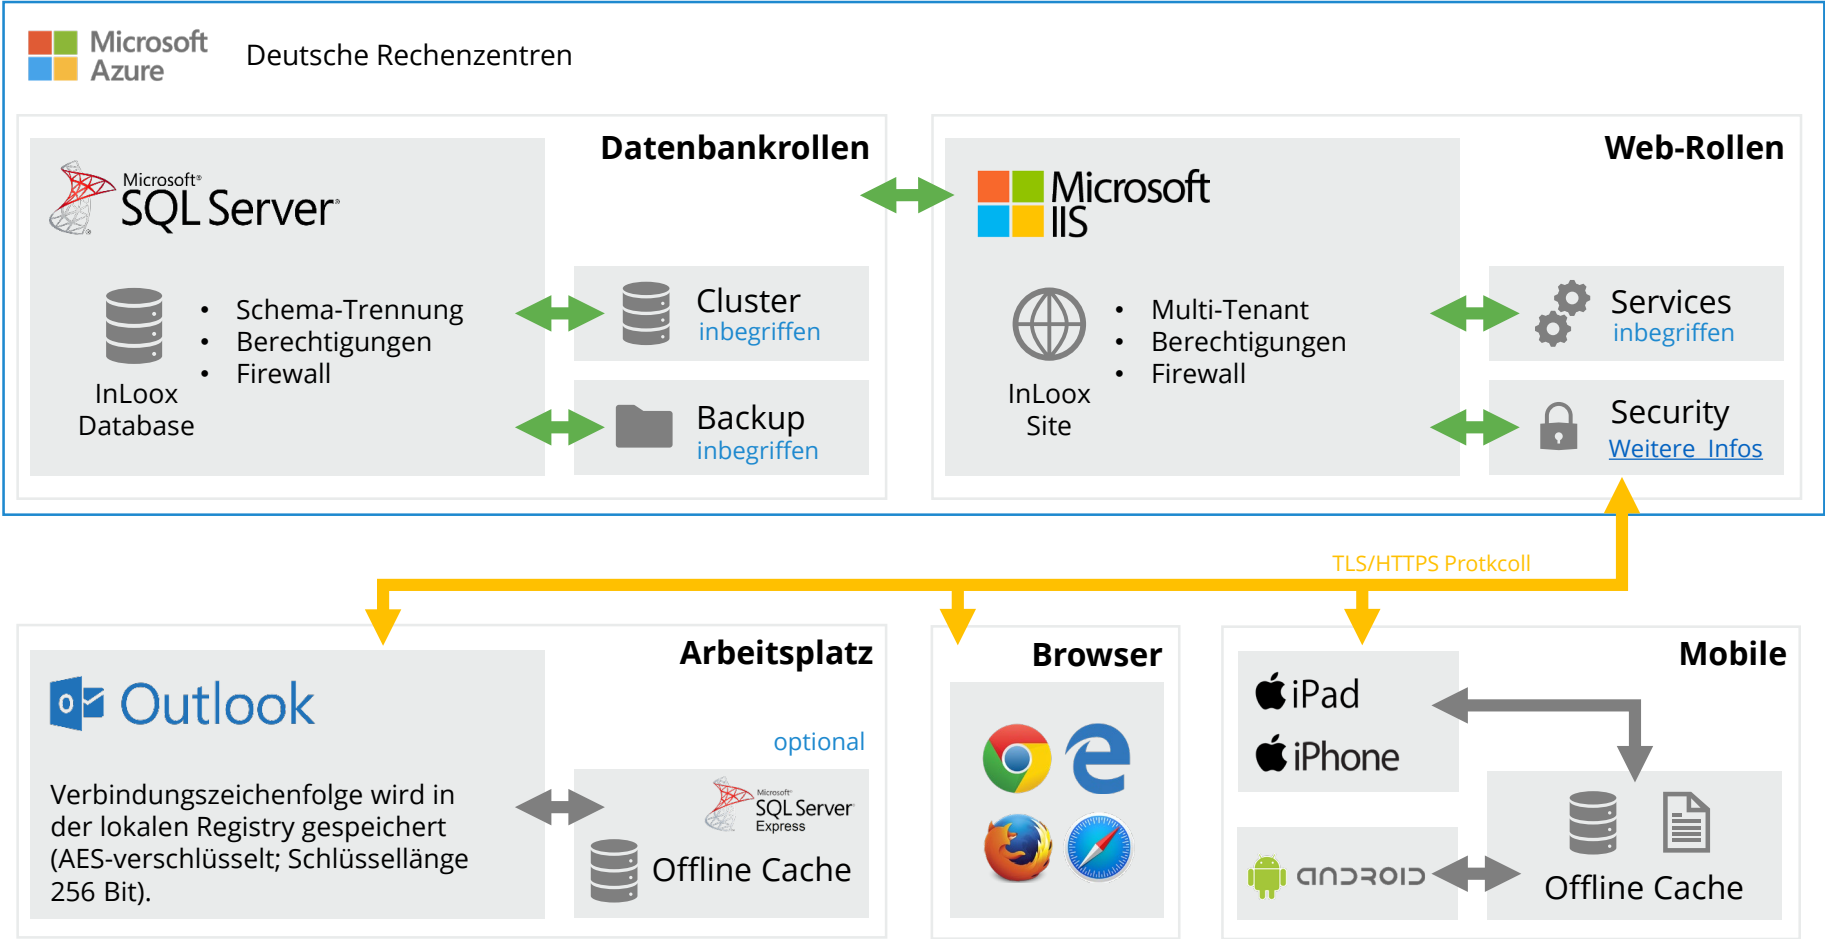 Microsoft
Azure
Deutsche Rechenzentren
Datenbankrollen
Microsoft®
SQL Server®
InLoox
Database
• Schema-Trennung
• Berechtigungen
• Firewall
Cluster
inbegriffen
Backup
inbegriffen
Web-Rollen
Microsoft
IIS
InLoox
Site
• Multi-Tenant
• Berechtigungen
• Firewall
Services
inbegriffen
Security
Weitere Infos
TLS/HTTPS Protkcoll
Arbeitsplatz
Outlook
Verbindungszeichenfolge wird in
der lokalen Registry gespeichert
(AES-verschlüsselt; Schlüssellänge
256 Bit).
optional
Microsoft®
SQL Server®
Express
Offline Cache
Browser
Mobile
iPad
iPhone
android
Offline Cache